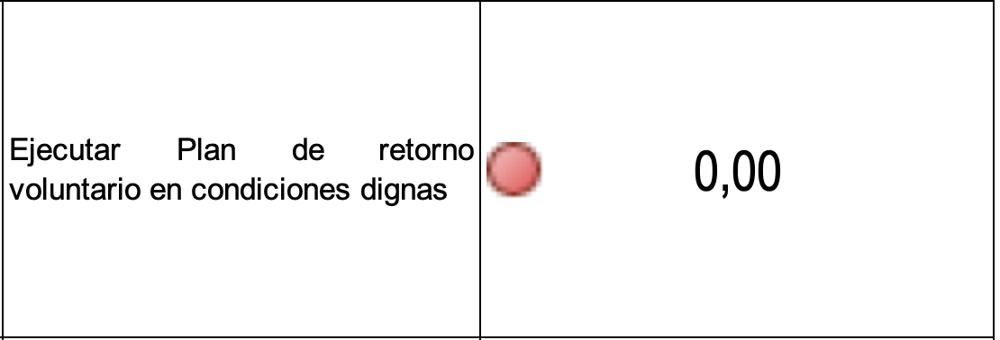 Ejecutar Plan de retorno
voluntario en condiciones dignas
0,00